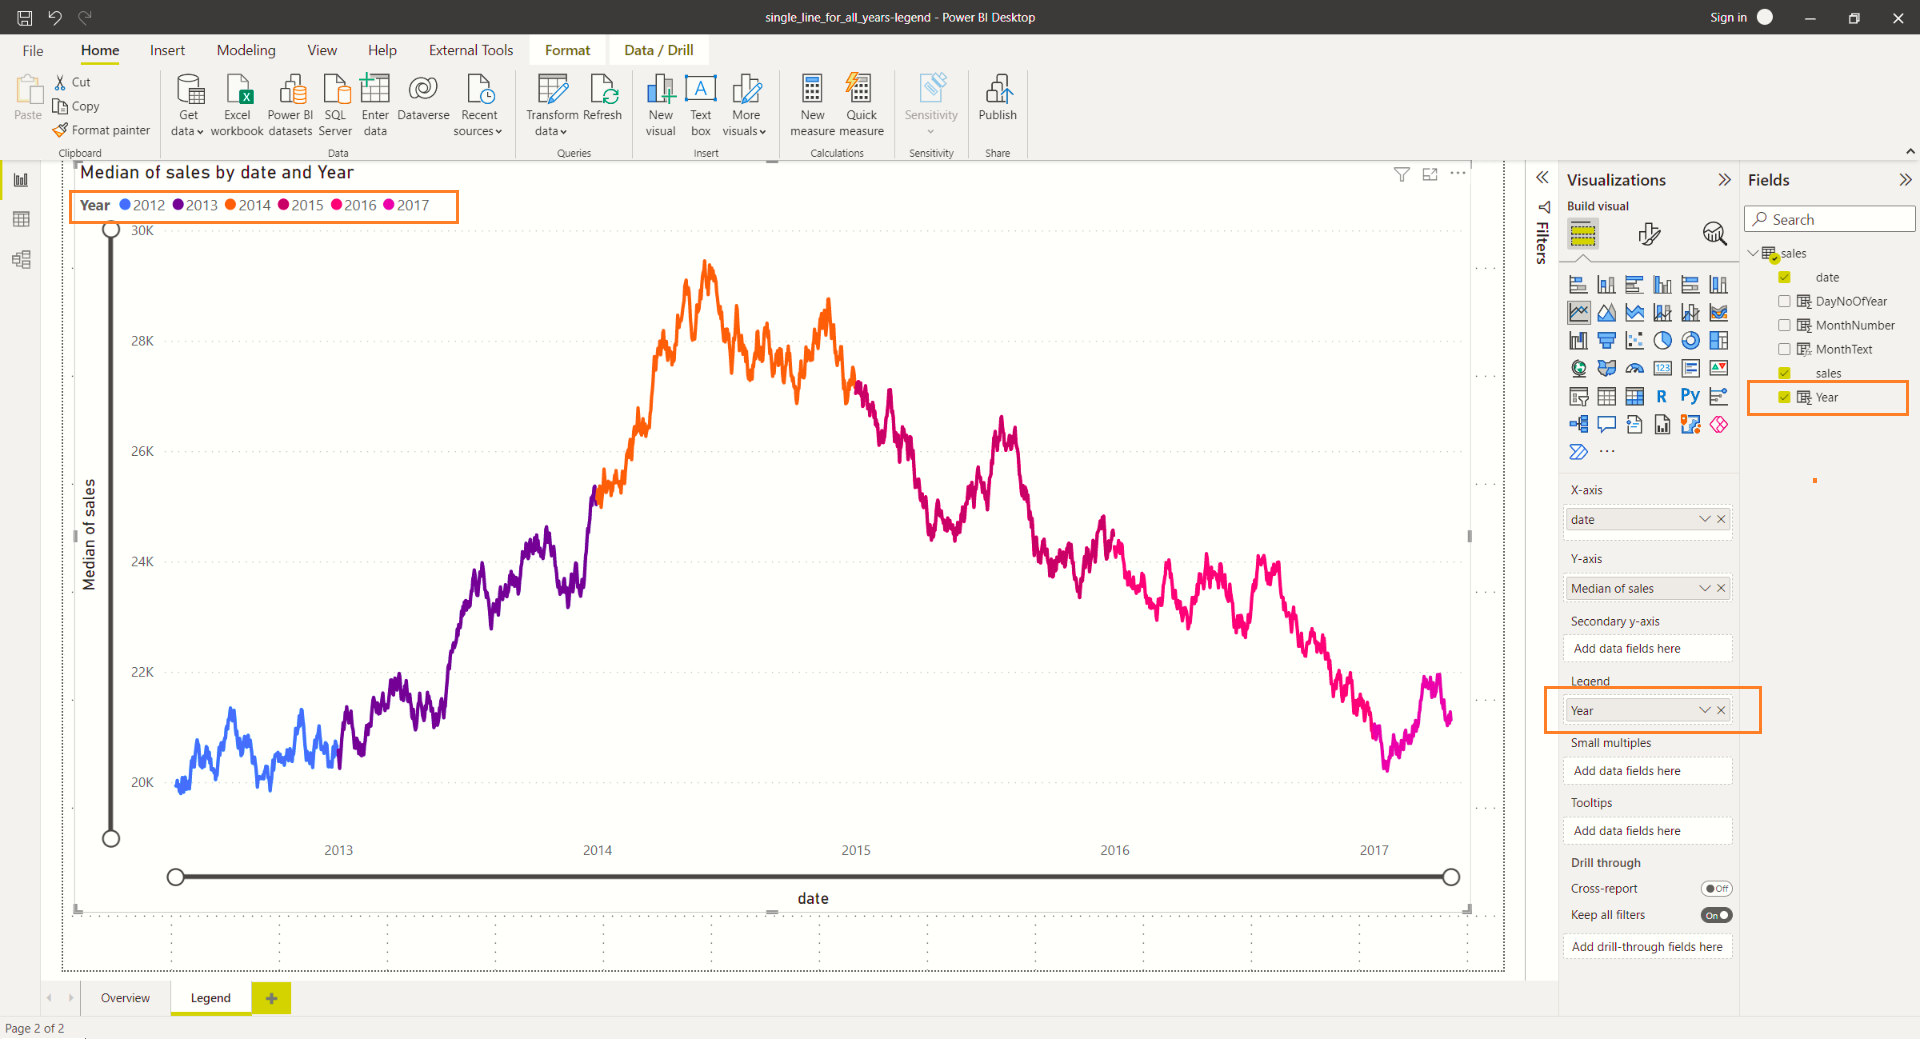 single_line_for_all_years-legend - Power BI Desktop
Sign in
File Home Insert Modeling View Help External Tools Format Data / Drill
Paste
Cut
Copy
Format painter
Clipboard
Get data
Excel workbook
Power BI datasets
SQL Server
Enter data
Dataverse
Recent sources
Data
Transform data
Refresh
Queries
New visual
Text box
More visuals
Insert
New measure
Quick measure
Calculations
Sensitivity
Sensitivity
Publish
Share
Median of sales by date and Year
Year 2012 2013 2014 2015 2016 2017
30K
28K
26K
24K
22K
20K
Median of sales
2013 2014 2015 2016 2017
date
Filters
Visualizations
Build visual
123
R
Py
X-axis
date
Y-axis
Median of sales
Secondary y-axis
Add data fields here
Legend
Year
Small multiples
Add data fields here
Tooltips
Add data fields here
Drill through
Cross-report Off
Keep all filters On
Add drill-through fields here
Fields
Search
sales
date
DayNoOfYear
MonthNumber
MonthText
sales
Year
Overview Legend
Page 2 of 2